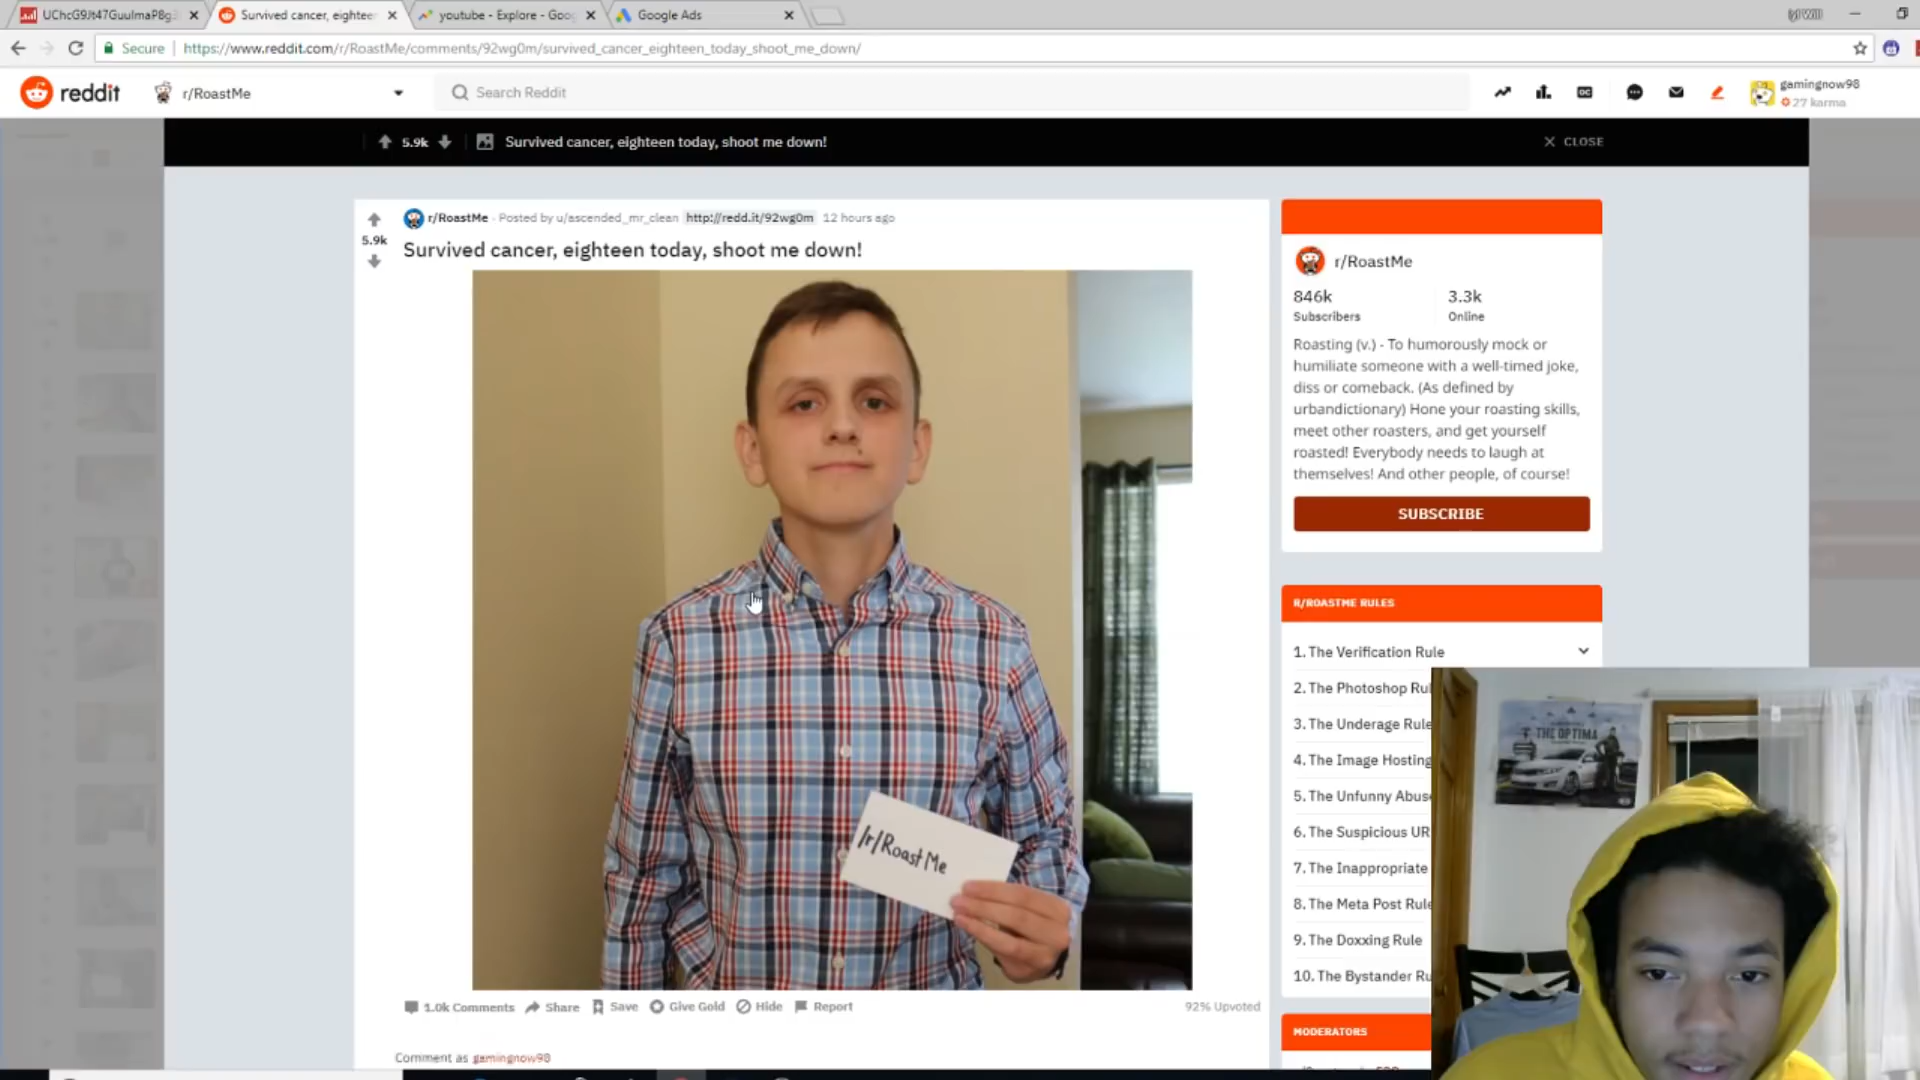 UChcG9Jt47GuulmaP8g
Survived cancer, eighteen
youtube - Explore - Goo
Google Ads
Secure
https://www.reddit.com/r/RoastMe/comments/92wg0m/survived_cancer_eighteen_today_shoot_me_down/
reddit
r/RoastMe
Search Reddit
gamingnow98
27 karma
5.9k
Survived cancer, eighteen today, shoot me down!
CLOSE
r/RoastMe - Posted by u/ascended_mr_clean http://redd.it/92wg0m 12 hours ago
5.9k
Survived cancer, eighteen today, shoot me down!
/r/RoastMe
1.0k Comments Share Save Give Gold Hide Report 92% Upvoted
Comment as gamingnow98
r/RoastMe
846k 3.3k
Subscribers Online
Roasting (v.) - To humorously mock or
humiliate someone with a well-timed joke,
diss or comeback. (As defined by
urbandictionary) Hone your roasting skills,
meet other roasters, and get yourself
roasted! Everybody needs to laugh at
themselves! And other people, of course!
SUBSCRIBE
R/ROASTME RULES
1. The Verification Rule
2. The Photoshop Rul
3. The Underage Rule
4. The Image Hosting
5. The Unfunny Abus
6. The Suspicious UR
7. The Inappropriate
8. The Meta Post Rule
9. The Doxxing Rule
10. The Bystander Ru
MODERATORS
THE OPTIMA